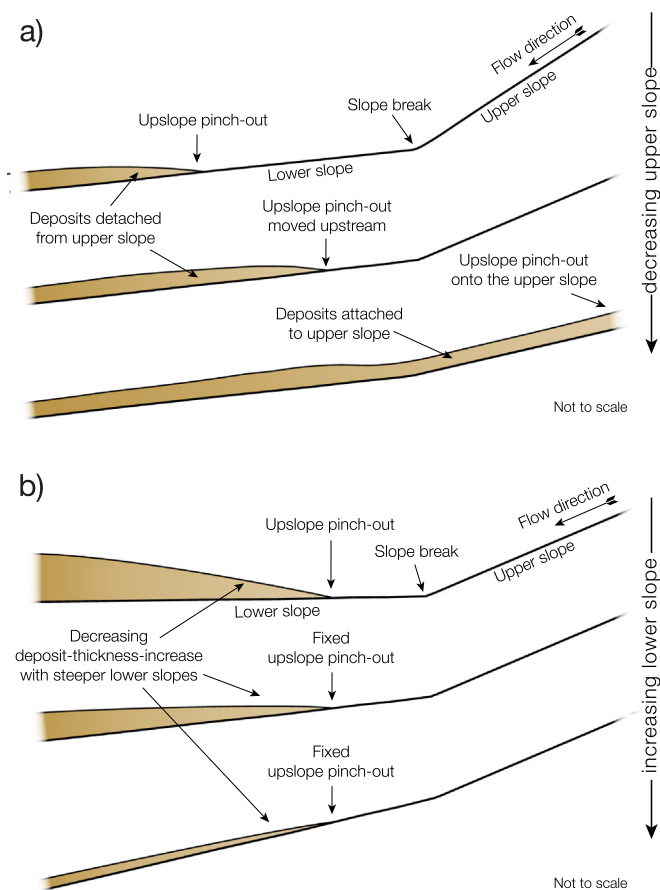 a)
Flow direction
Upper slope
Slope break
Upslope pinch-out
Lower slope
Deposits detached
from upper slope
Upslope pinch-out
moved upstream
Upslope pinch-out
onto the upper slope
Deposits attached
to upper slope
Not to scale
decreasing upper slope
b)
Flow direction
Upper slope
Upslope pinch-out
Slope break
Lower slope
Decreasing
deposit-thickness-increase
with steeper lower slopes
Fixed
upslope pinch-out
Fixed
upslope pinch-out
Not to scale
increasing lower slope